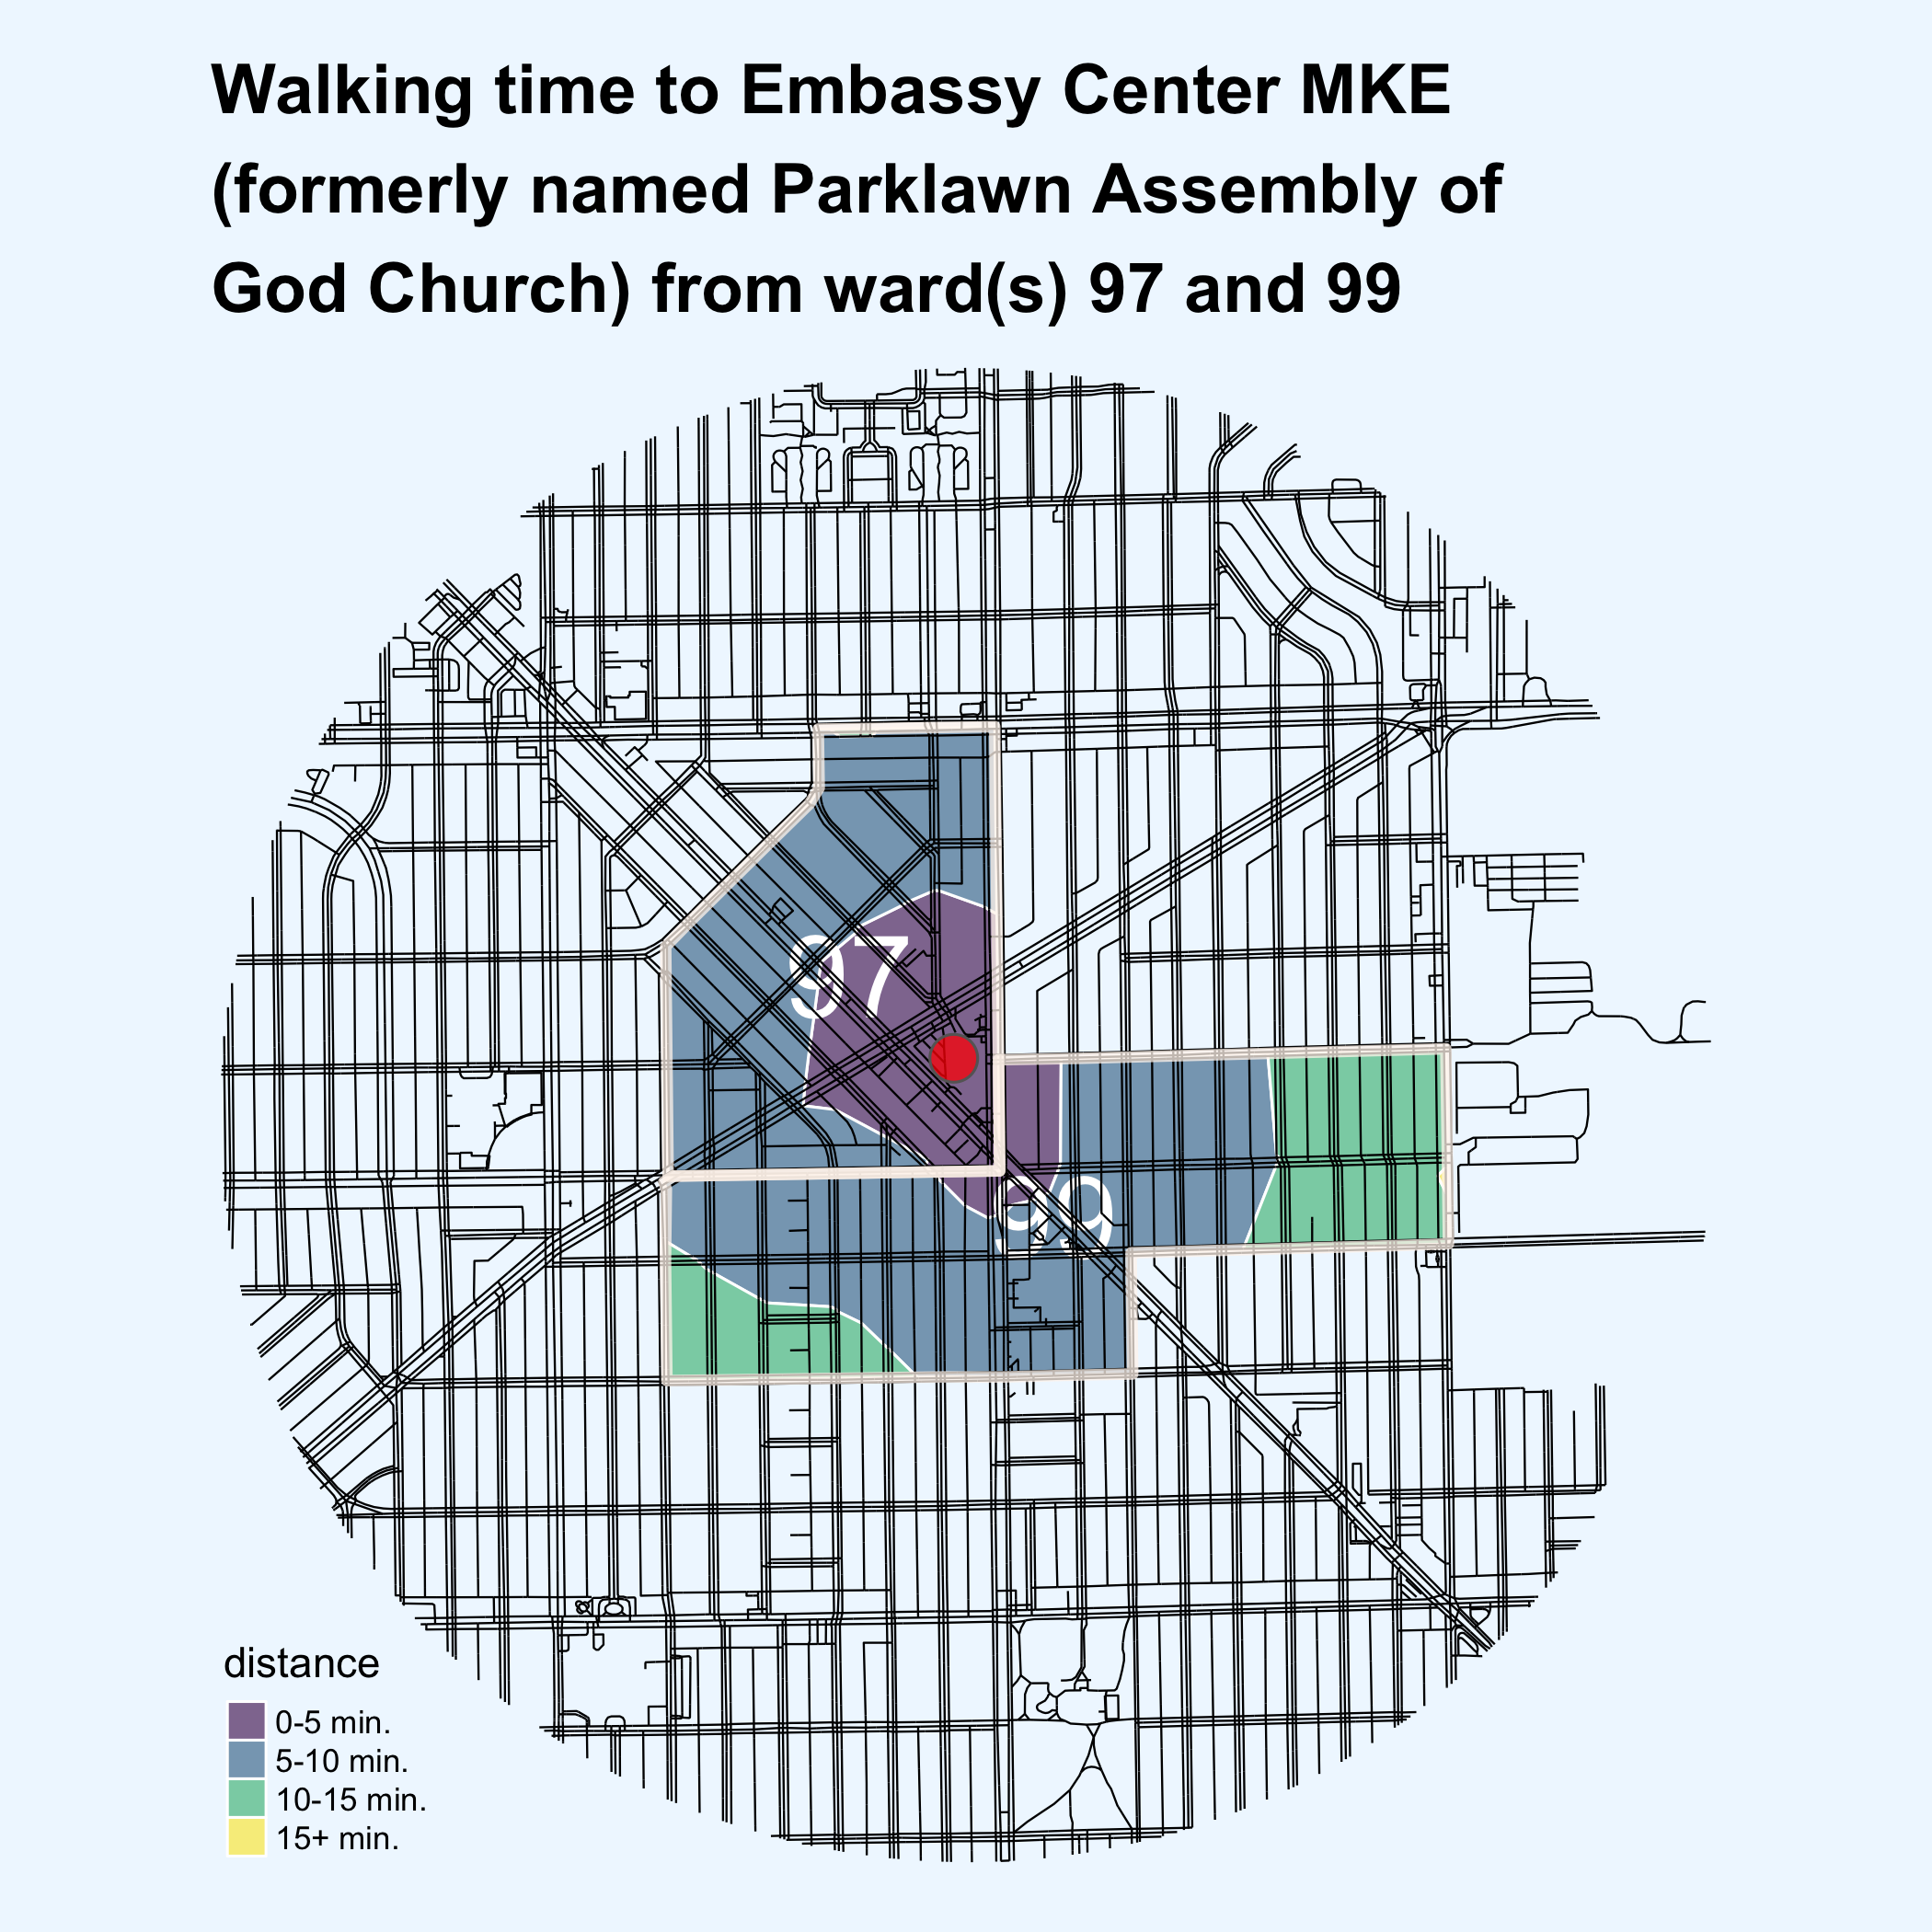 Walking time to Embassy Center MKE
(formerly named Parklawn Assembly of
God Church) from ward(s) 97 and 99
97
99
distance
0-5 min.
5-10 min.
10-15 min.
15+ min.